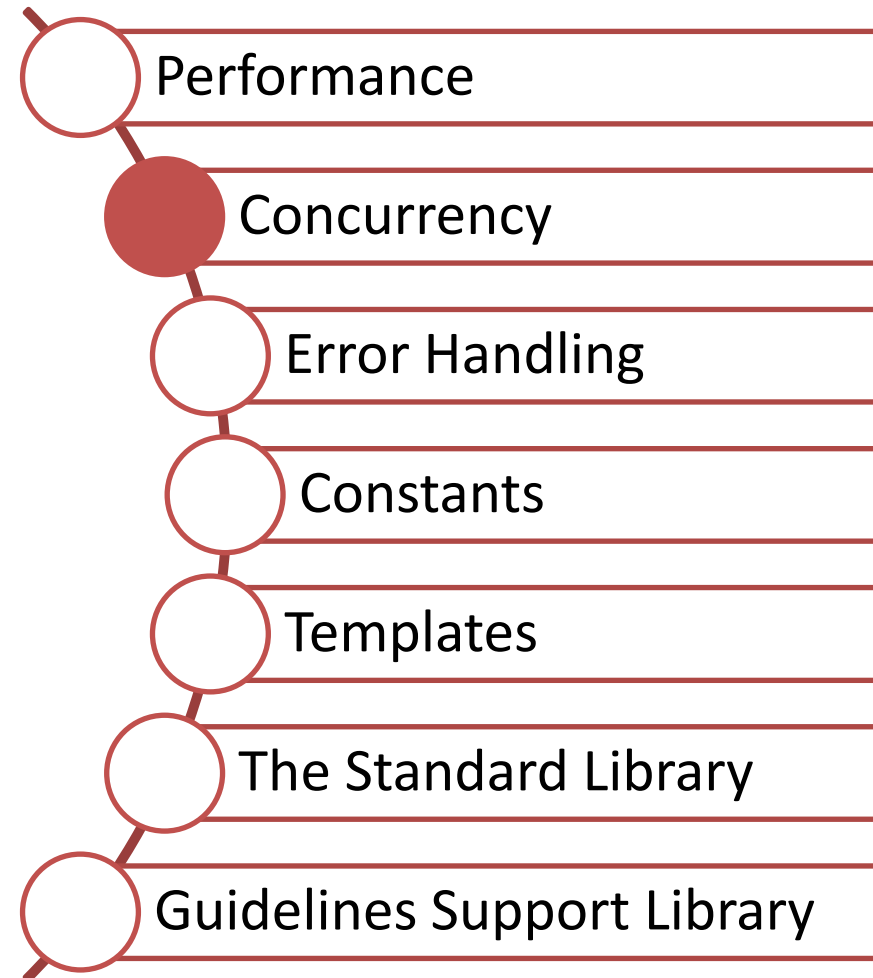 Performance
Concurrency
Error Handling
Constants
Templates
The Standard Library
Guidelines Support Library